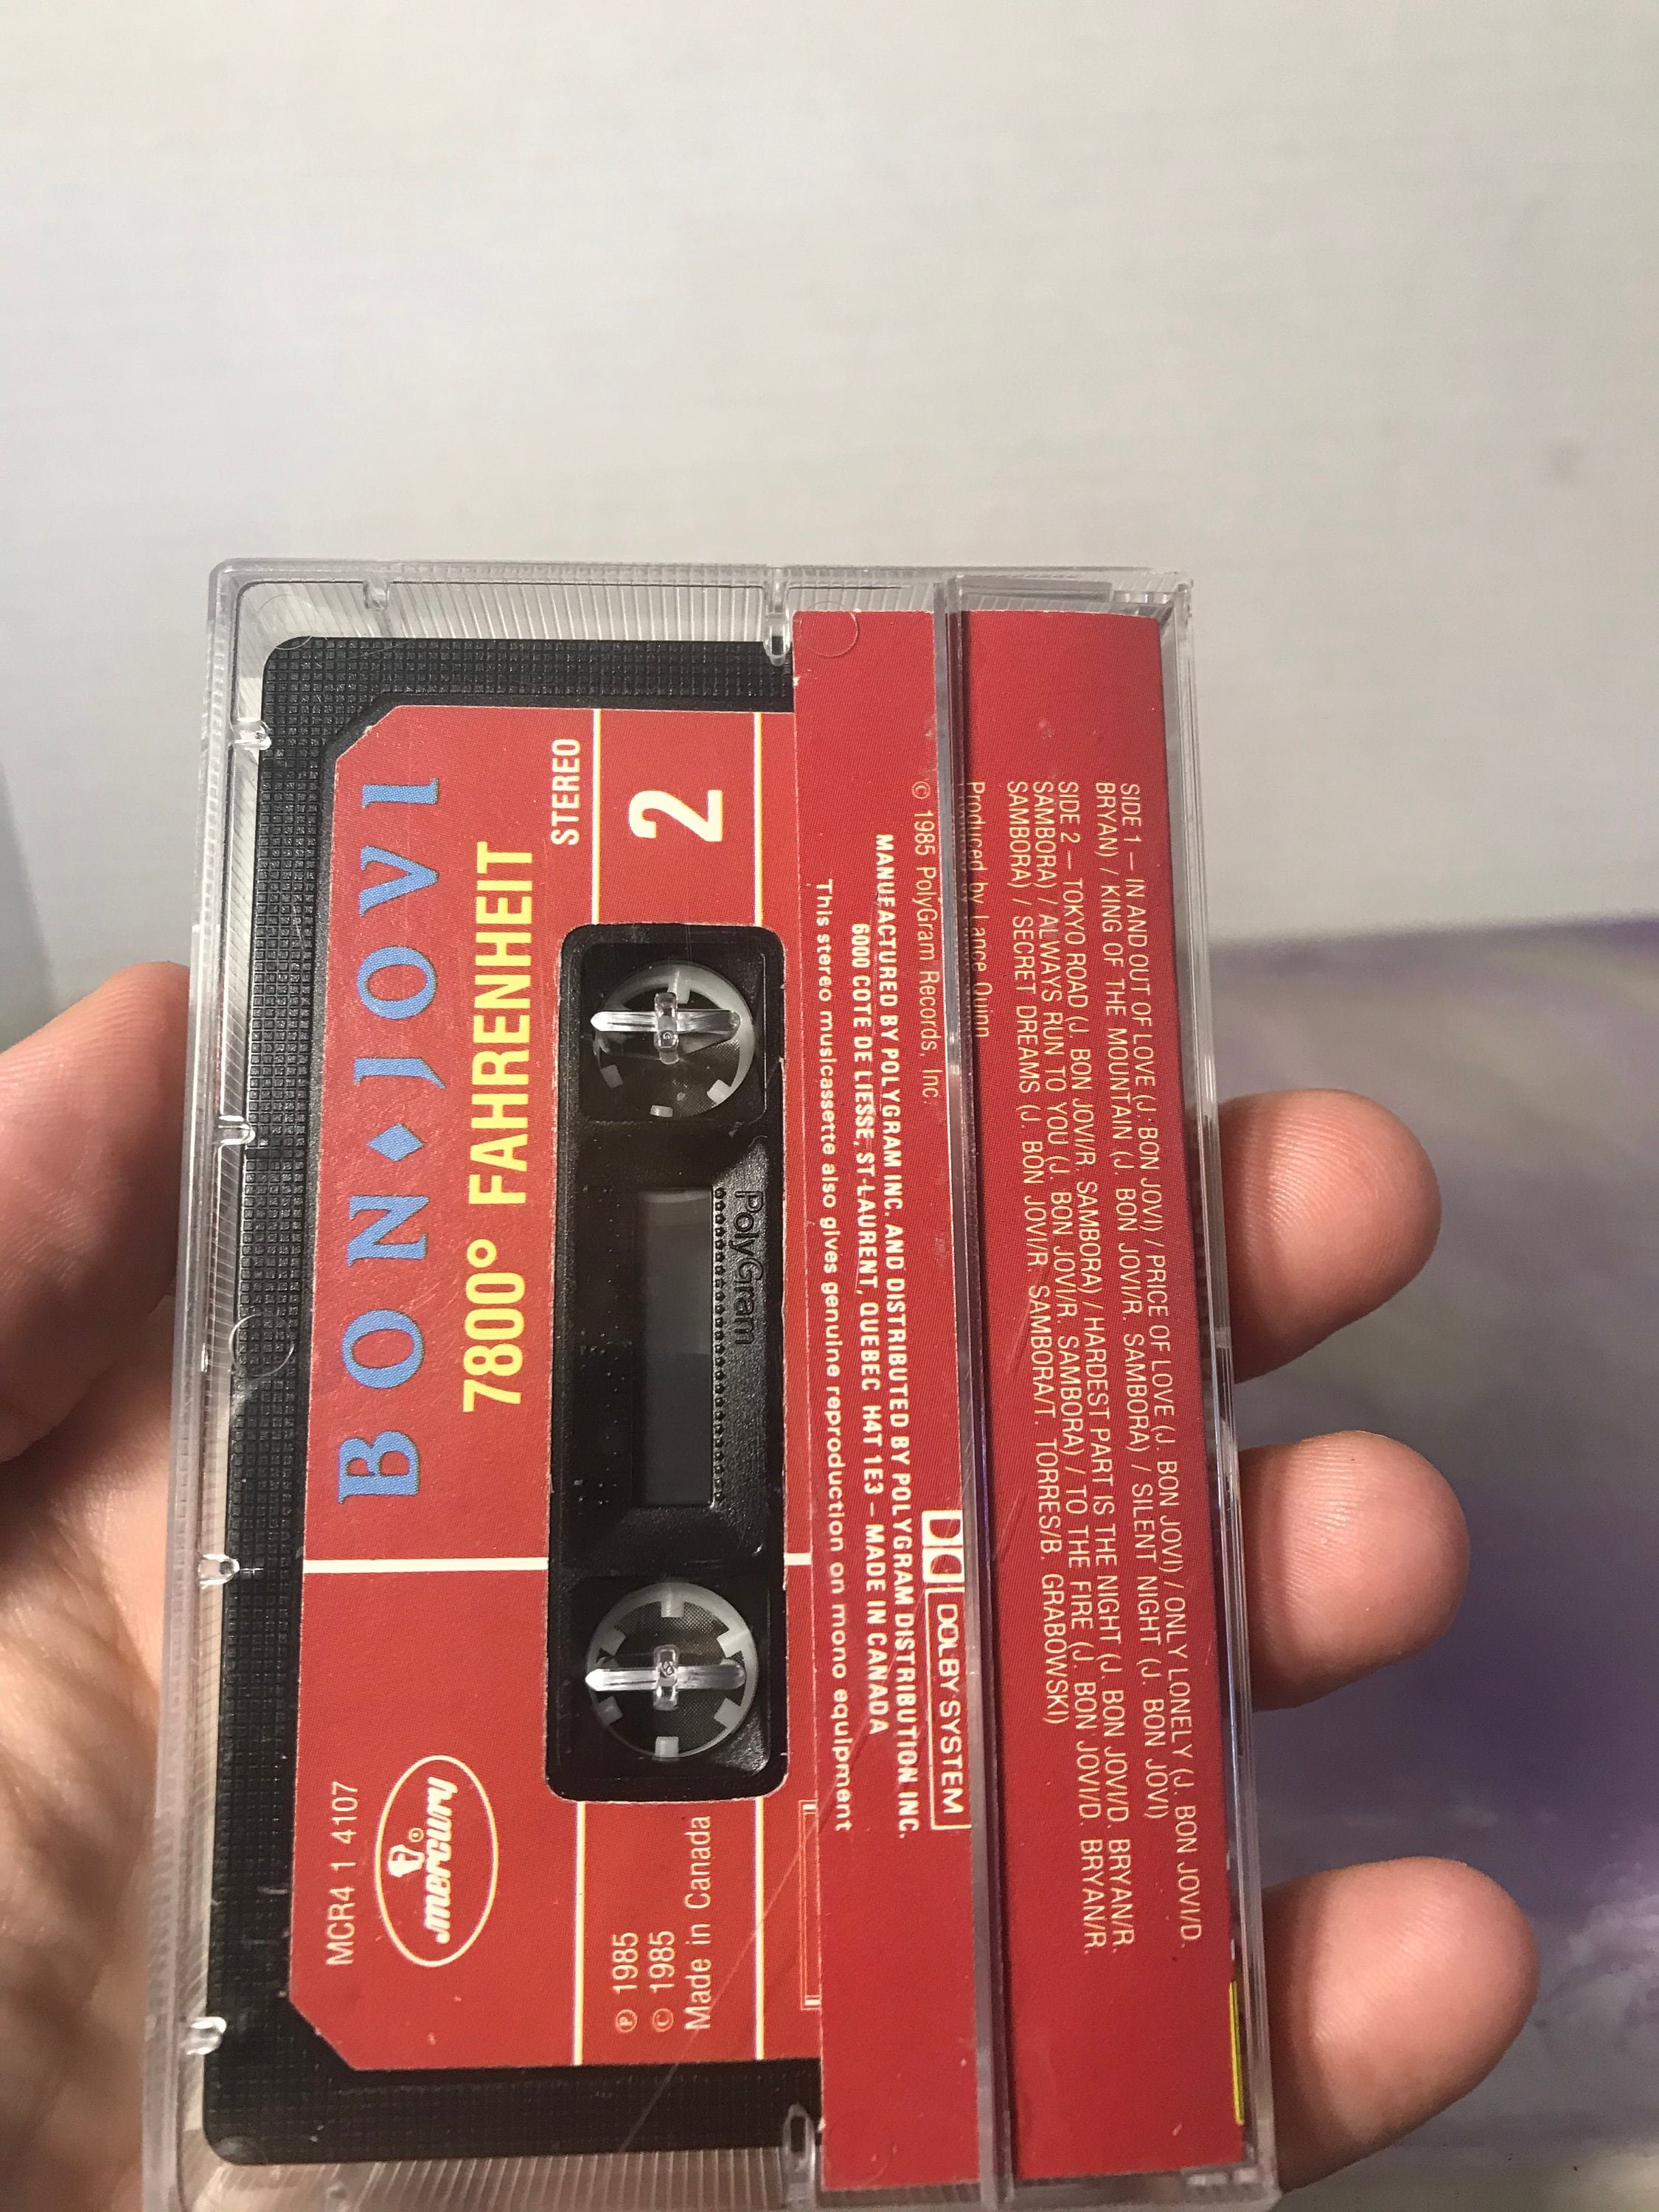 BON • JOVI
7800° FAHRENHEIT
STEREO
2
PolyGram
MCR4 1 4107
mercury
℗ 1985
© 1985
Made in Canada
SIDE 1 — IN AND OUT OF LOVE (J. BON JOVI) / PRICE OF LOVE (J. BON JOVI) / ONLY LONELY (J. BON JOVI/D.
BRYAN) / KING OF THE MOUNTAIN (J. BON JOVI/R. SAMBORA) / SILENT NIGHT (J. BON JOVI)
SIDE 2 — TOKYO ROAD (J. BON JOVI/R. SAMBORA) / HARDEST PART IS THE NIGHT (J. BON JOVI/D. BRYAN/R.
SAMBORA) / ALWAYS RUN TO YOU (J. BON JOVI/R. SAMBORA) / TO THE FIRE (J. BON JOVI/D. BRYAN/R.
SAMBORA) / SECRET DREAMS (J. BON JOVI/R. SAMBORA/T. TORRES/B. GRABOWSKI)
Produced by Lance Quinn
© 1985 PolyGram Records, Inc.
DOLBY SYSTEM
MANUFACTURED BY POLYGRAM INC. AND DISTRIBUTED BY POLYGRAM DISTRIBUTION INC.
6000 COTE DE LIESSE, ST-LAURENT, QUEBEC H4T 1E3 – MADE IN CANADA
This stereo musicassette also gives genuine reproduction on mono equipment